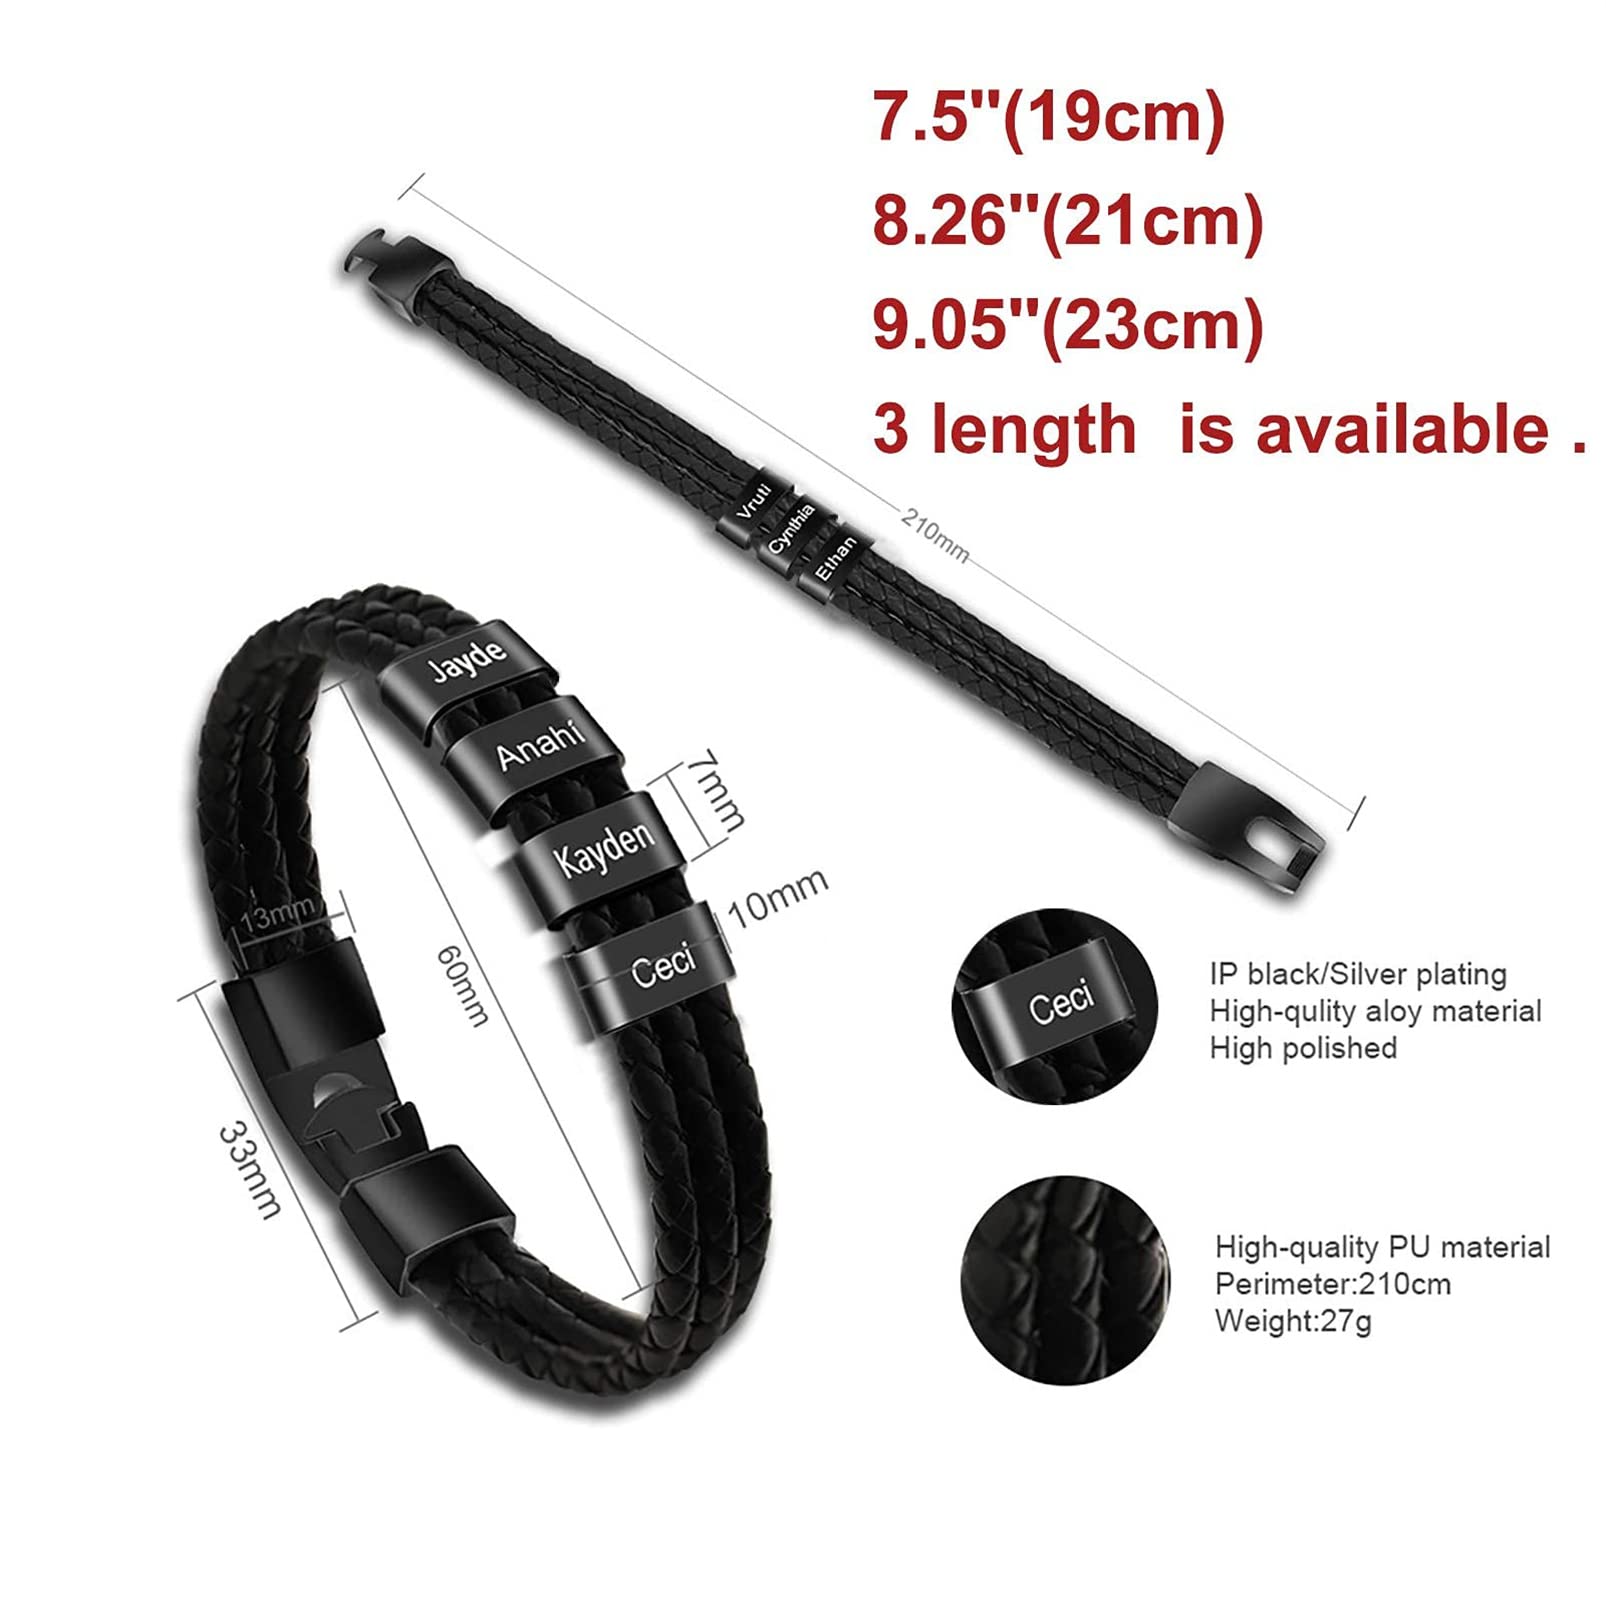 7.5"(19cm)
8.26"(21cm)
9.05"(23cm)
3 length is available .
210mm
Vruti
Cynthia
Ethan
Jayde
Anahí
Kayden
Ceci
7mm
10mm
13mm
60mm
33mm
Ceci
IP black/Silver plating
High-qulity aloy material
High polished
High-quality PU material
Perimeter:210cm
Weight:27g